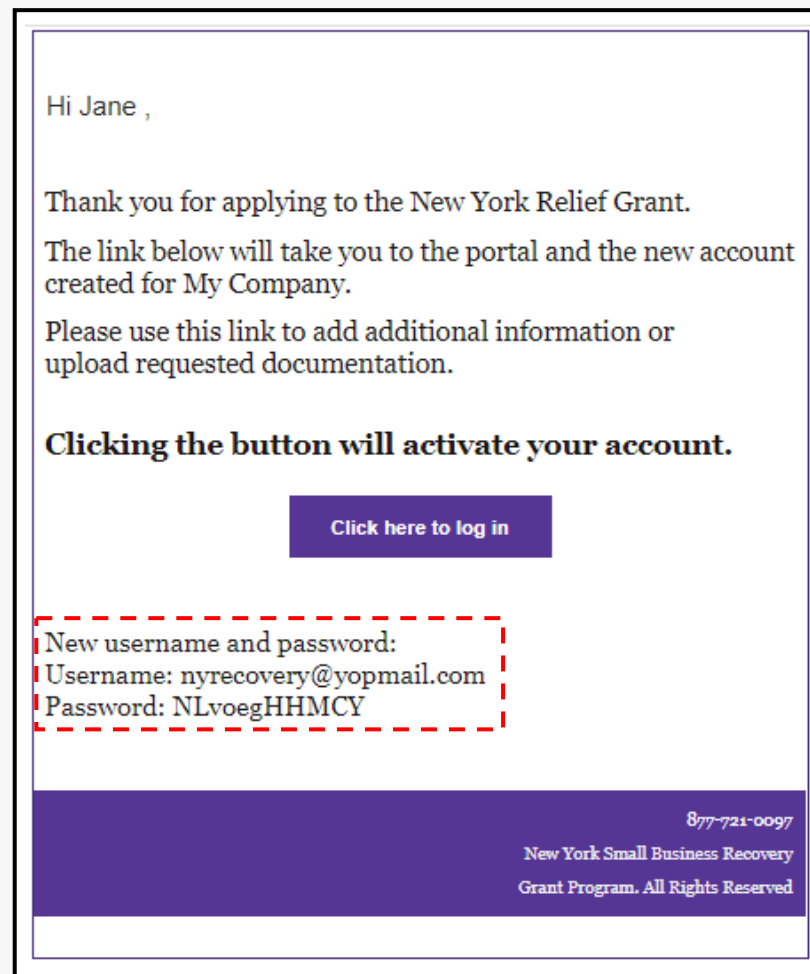 Hi Jane ,
Thank you for applying to the New York Relief Grant.
The link below will take you to the portal and the new account
created for My Company.
Please use this link to add additional information or
upload requested documentation.
Clicking the button will activate your account.
Click here to log in
New username and password:
Username: nyrecovery@yopmail.com
Password: NLvoegHHMCY
877-721-0097
New York Small Business Recovery
Grant Program. All Rights Reserved